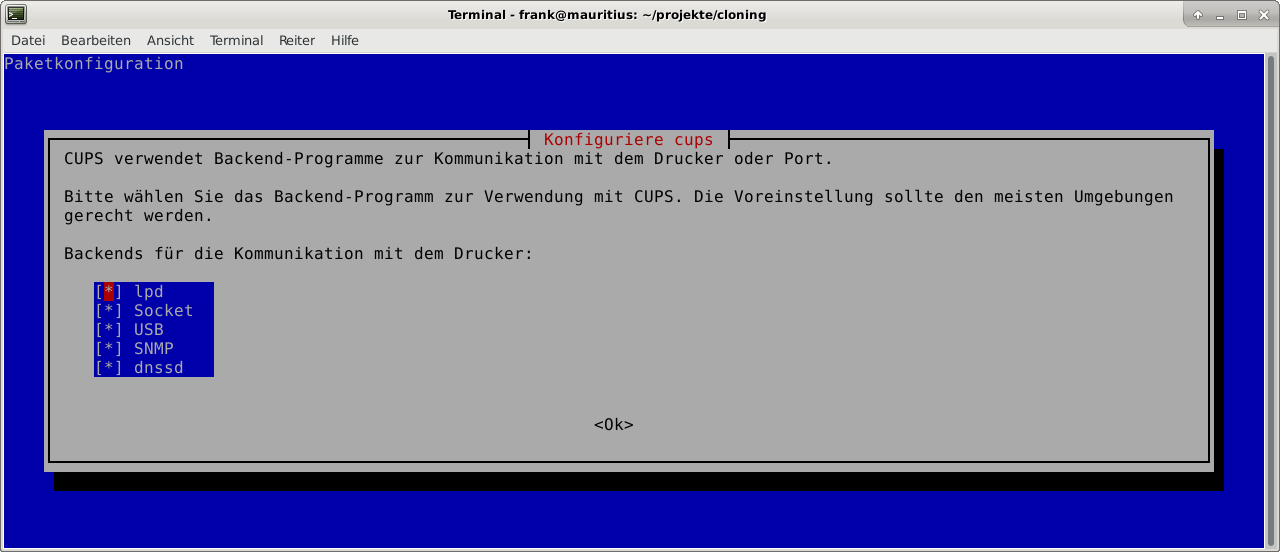 Terminal - frank@mauritius: ~/projekte/cloning
Datei Bearbeiten Ansicht Terminal Reiter Hilfe
Paketkonfiguration
Konfiguriere cups
CUPS verwendet Backend-Programme zur Kommunikation mit dem Drucker oder Port.
Bitte wählen Sie das Backend-Programm zur Verwendung mit CUPS. Die Voreinstellung sollte den meisten Umgebungen
gerecht werden.
Backends für die Kommunikation mit dem Drucker:
[*] lpd
[*] Socket
[*] USB
[*] SNMP
[*] dnssd
<Ok>